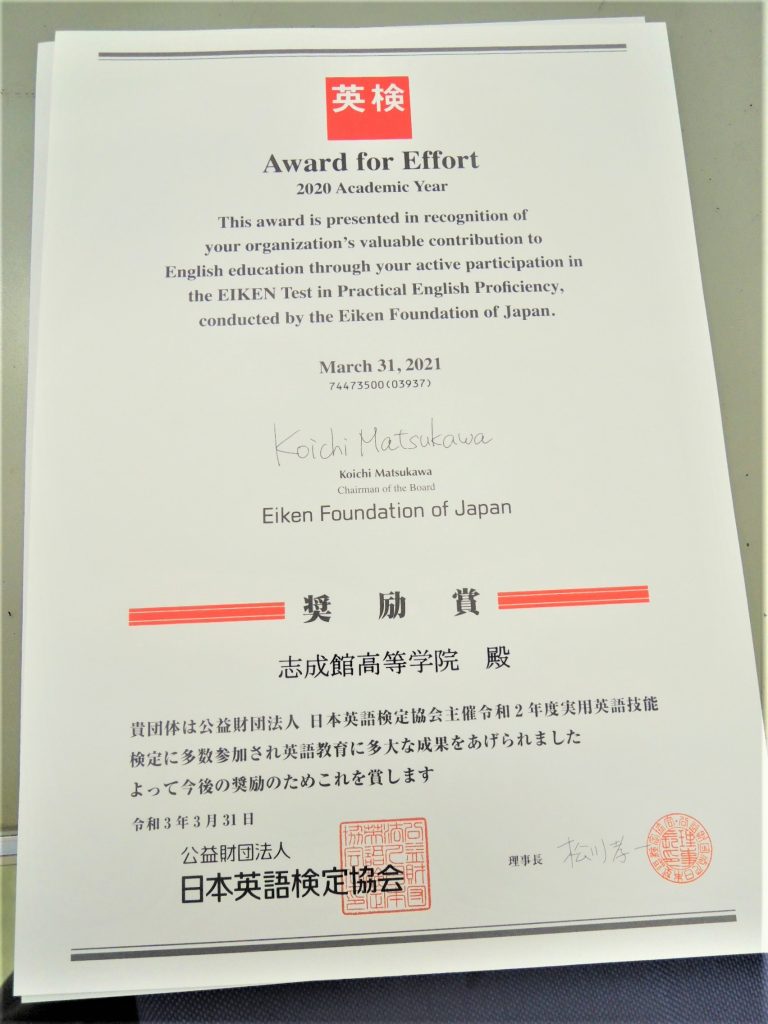 英検
Award for Effort
2020 Academic Year
This award is presented in recognition of
your organization's valuable contribution to
English education through your active participation in
the EIKEN Test in Practical English Proficiency,
conducted by the Eiken Foundation of Japan.
March 31, 2021
74473500(03937)
Koichi Matsukawa
Koichi Matsukawa
Chairman of the Board
Eiken Foundation of Japan
奨励賞
志成館高等学院 殿
貴団体は公益財団法人 日本英語検定協会主催令和2年度実用英語技能
検定に多数参加され英語教育に多大な成果をあげられました
よって今後の奨励のためこれを賞します
令和3年3月31日
公益財団法人
日本英語検定協会
理事長 松川孝一